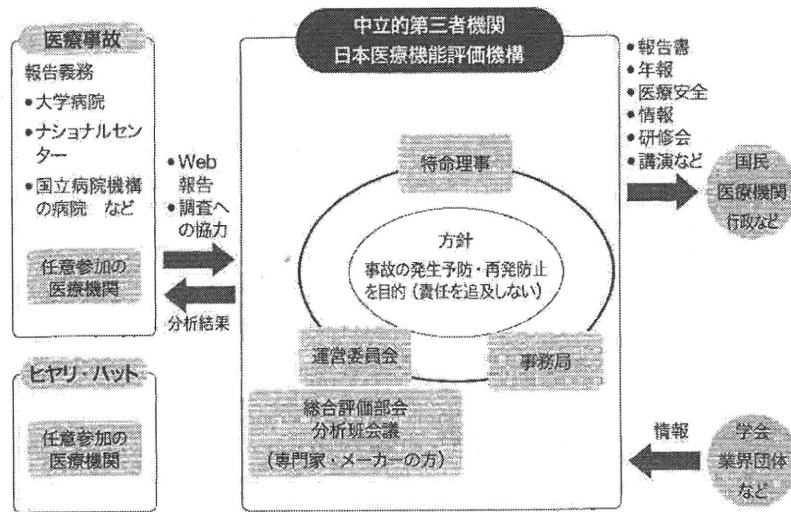 医療事故
報告義務
●大学病院
●ナショナルセン
ター
●国立病院機構
の病院 など
任意参加の
医療機関
ヒヤリ・ハット
任意参加の
医療機関
●Web
報告
●調査へ
の協力
分析結果
中立的第三者機関
日本医療機能評価機構
特命理事
方針
事故の発生予防・再発防止
を目的（責任を追及しない）
運営委員会
事務局
総合評価部会
分析班会議
（専門家・メーカーの方）
●報告書
●年報
●医療安全
●情報
●研修会
●講演など
国民
医療機関
行政など
情報
学会
業界団体
など